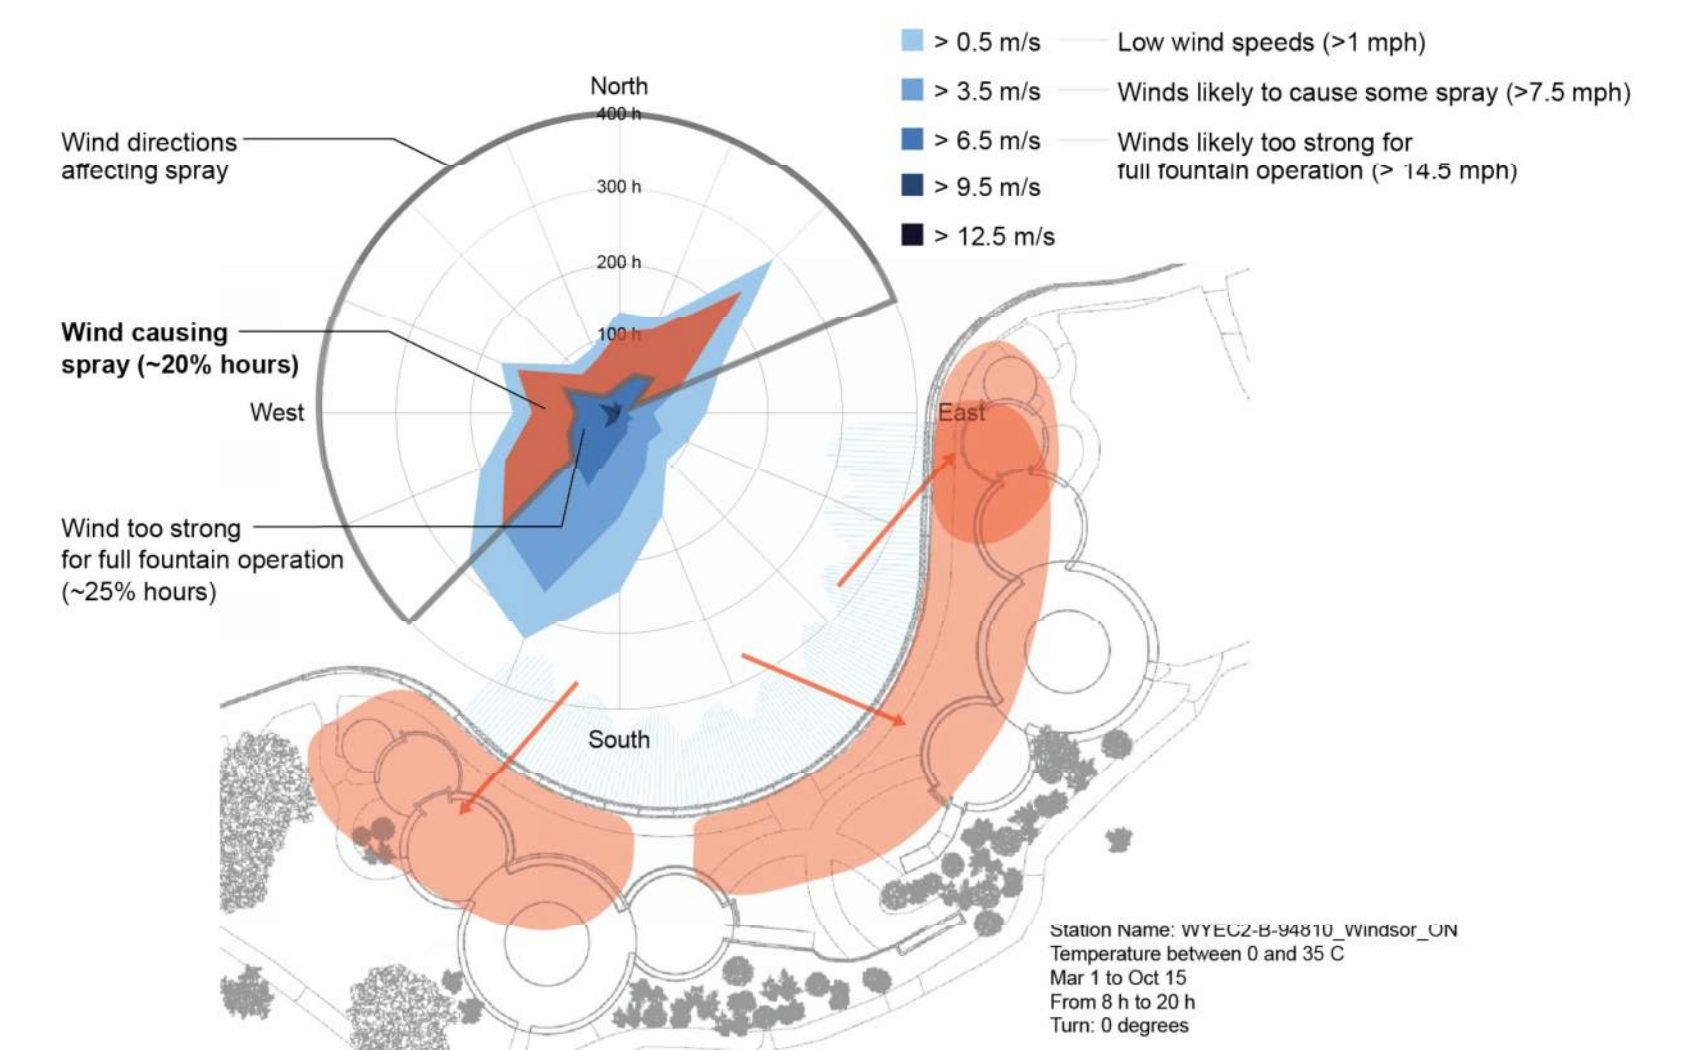 > 0.5 m/s
Low wind speeds (>1 mph)
> 3.5 m/s
Winds likely to cause some spray (>7.5 mph)
> 6.5 m/s
Winds likely too strong for
full fountain operation (> 14.5 mph)
> 9.5 m/s
> 12.5 m/s
North
400 h
300 h
200 h
100 h
Wind directions
affecting spray
Wind causing
spray (~20% hours)
West
East
Wind too strong
for full fountain operation
(~25% hours)
South
Station Name: WYEC2-B-94810_Windsor_ON
Temperature between 0 and 35 C
Mar 1 to Oct 15
From 8 h to 20 h
Turn: 0 degrees